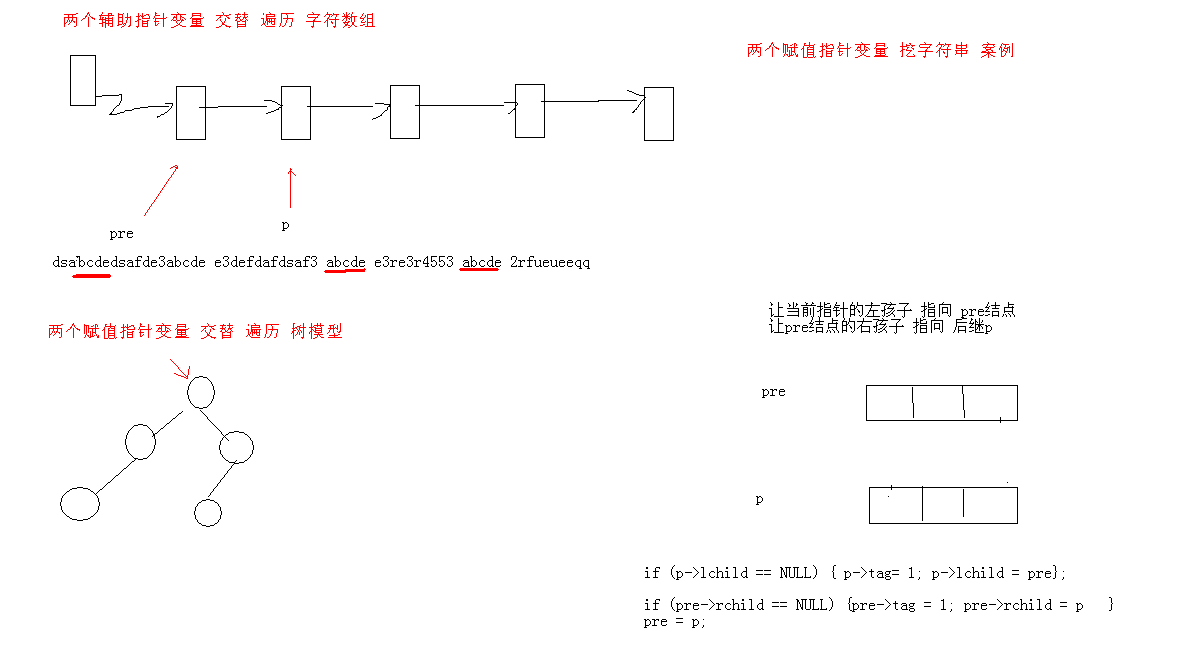 两个辅助指针变量 交替 遍历 字符数组
两个赋值指针变量 挖字符串 案例
pre
p
dsabcdedsafde3abcde e3defdafdsaf3 abcde e3re3r4553 abcde 2rfueueeqq
两个赋值指针变量 交替 遍历 树模型
让当前指针的左孩子 指向 pre结点
让pre结点的右孩子 指向 后继p
pre
p
if (p->lchild == NULL) { p->tag= 1; p->lchild = pre};
if (pre->rchild == NULL) {pre->tag = 1; pre->rchild = p }
pre = p;